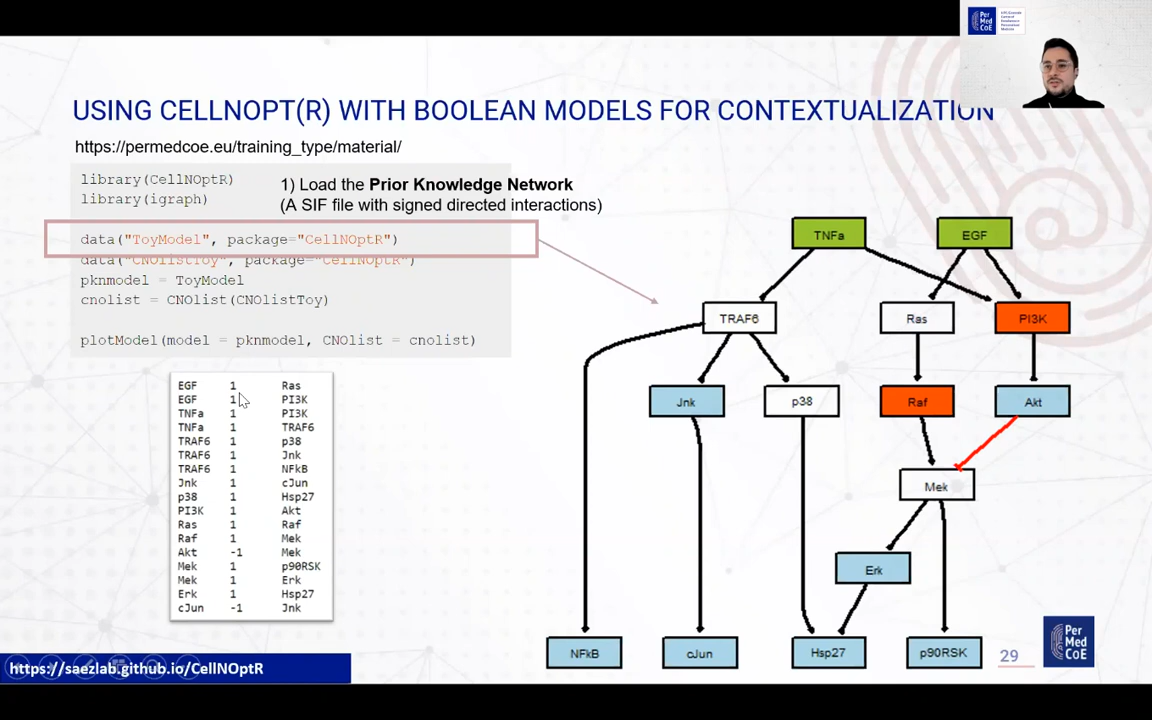 Per
Med
CoE
USING CELLNOPT(R) WITH BOOLEAN MODELS FOR CONTEXTUALIZATION
https://permedcoe.eu/training_type/material/
library(CellNOptR)
library(igraph)
1) Load the Prior Knowledge Network
(A SIF file with signed directed interactions)
data("ToyModel", package="CellNOptR")
data("CNOlistToy", package="CellNOptR")
pknmodel = ToyModel
cnolist = CNOlist(CNOlistToy)
plotModel(model = pknmodel, CNOlist = cnolist)
EGF 1 Ras
EGF 1 PI3K
TNFa 1 PI3K
TNFa 1 TRAF6
TRAF6 1 p38
TRAF6 1 Jnk
TRAF6 1 NFkB
Jnk 1 cJun
p38 1 Hsp27
PI3K 1 Akt
Ras 1 Raf
Raf 1 Mek
Akt -1 Mek
Mek 1 p90RSK
Mek 1 Erk
Erk 1 Hsp27
cJun -1 Jnk
TNFa EGF
TRAF6 Ras PI3K
Jnk p38 Raf Akt
Mek
Erk
NFkB cJun Hsp27 p90RSK
29
Per
Med
CoE
https://saezlab.github.io/CellNOptR